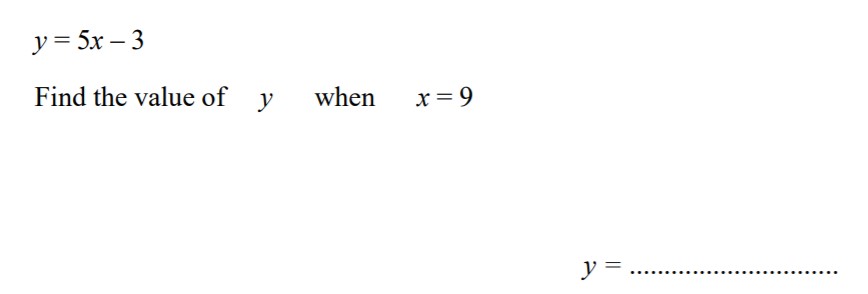 y = 5x – 3
Find the value of y when x = 9
y = ..............................